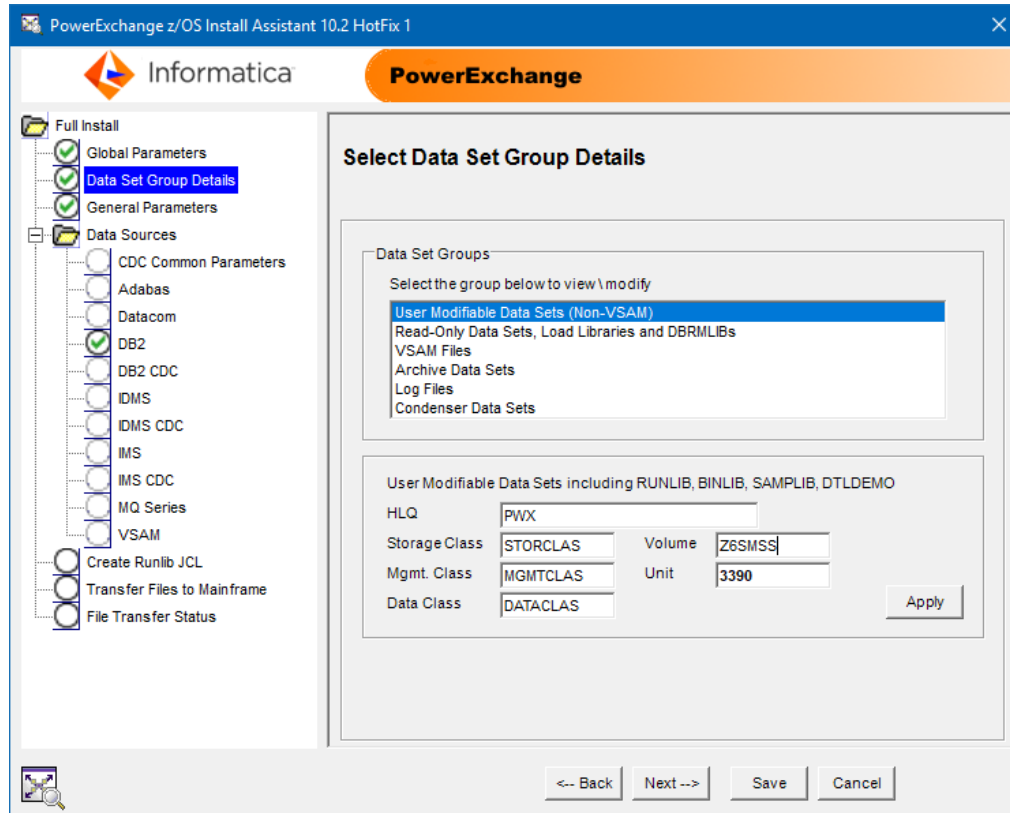 PowerExchange z/OS Install Assistant 10.2 HotFix 1
Informatica
PowerExchange
Full Install
Global Parameters
Data Set Group Details
General Parameters
Data Sources
CDC Common Parameters
Adabas
Datacom
DB2
DB2 CDC
IDMS
IDMS CDC
IMS
IMS CDC
MQ Series
VSAM
Create Runlib JCL
Transfer Files to Mainframe
File Transfer Status
Select Data Set Group Details
Data Set Groups
Select the group below to view \ modify
User Modifiable Data Sets (Non-VSAM)
Read-Only Data Sets, Load Libraries and DBRMLIBs
VSAM Files
Archive Data Sets
Log Files
Condenser Data Sets
User Modifiable Data Sets including RUNLIB, BINLIB, SAMPLIB, DTLDEMO
HLQ PWX
Storage Class STORCLAS Volume Z6SMSS
Mgmt. Class MGMTCLAS Unit 3390
Data Class DATACLAS
Apply
<-- Back Next --> Save Cancel